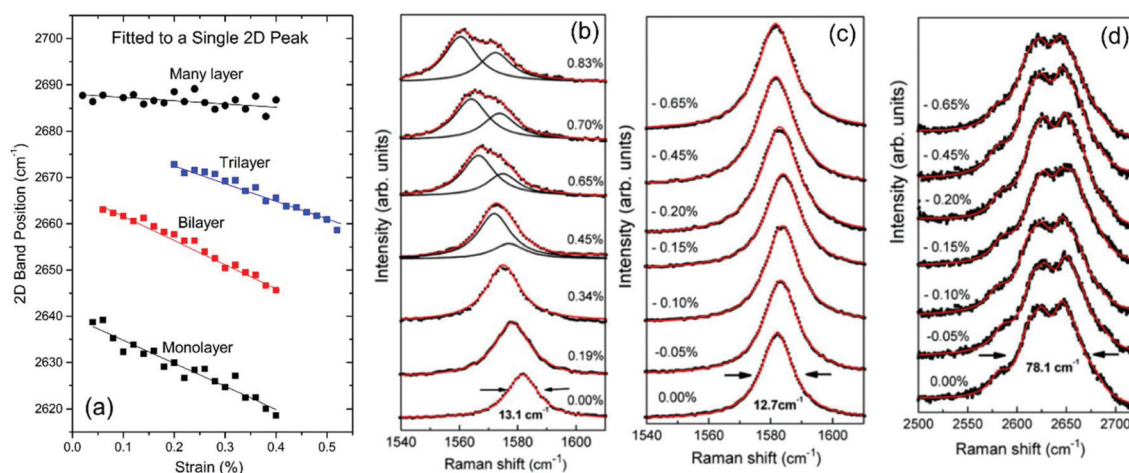 Fitted to a Single 2D Peak
Many layer
Trilayer
Bilayer
Monolayer
(a)
2D Band Position (cm-1)
2700
2690
2680
2670
2660
2650
2640
2630
2620
0.0 0.1 0.2 0.3 0.4 0.5
Strain (%)
(b)
Intensity (arb. units)
0.83%
0.70%
0.65%
0.45%
0.34%
0.19%
0.00%
13.1 cm-1
1540 1560 1580 1600
Raman shift (cm-1)
(c)
Intensity (arb. units)
- 0.65%
- 0.45%
- 0.20%
- 0.15%
- 0.10%
- 0.05%
0.00%
12.7cm-1
1540 1560 1580 1600
Raman shift (cm-1)
(d)
Intensity (arb. units)
- 0.65%
- 0.45%
- 0.20%
- 0.15%
- 0.10%
-0.05%
0.00%
78.1 cm-1
2500 2550 2600 2650 2700
Raman shift (cm-1)